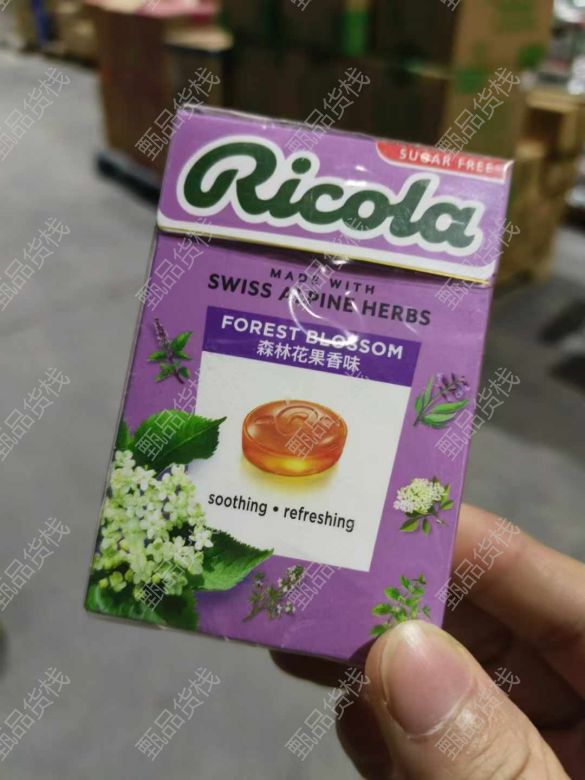 SUGAR FREE
Ricola
MADE WITH
SWISS ALPINE HERBS
FOREST BLOSSOM
森林花果香味
soothing • refreshing
甄品货栈